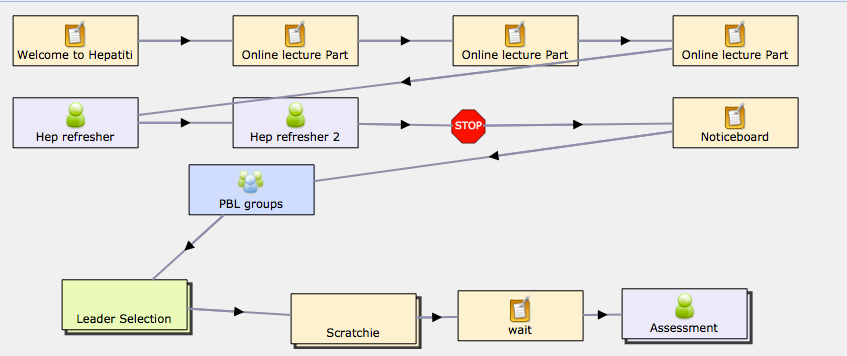 Welcome to Hepatiti
Online lecture Part
Online lecture Part
Online lecture Part
Hep refresher
Hep refresher 2
STOP
Noticeboard
PBL groups
Leader Selection
Scratchie
wait
Assessment